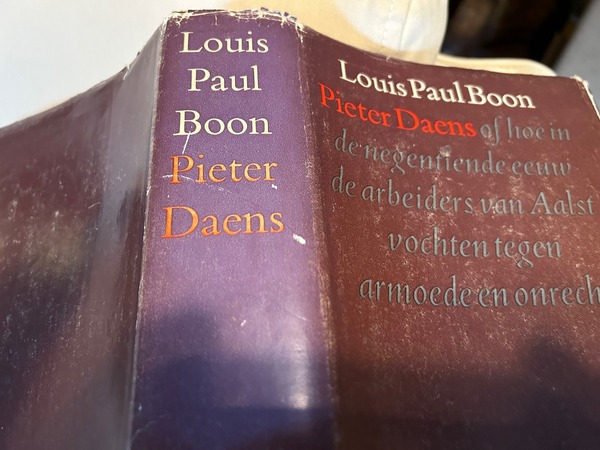 Louis
Paul
Boon
Pieter
Daens
Louis Paul Boon
Pieter Daens of hoe in
de negentiende eeuw
de arbeiders van Aalst
vochten tegen
armoede en onrech